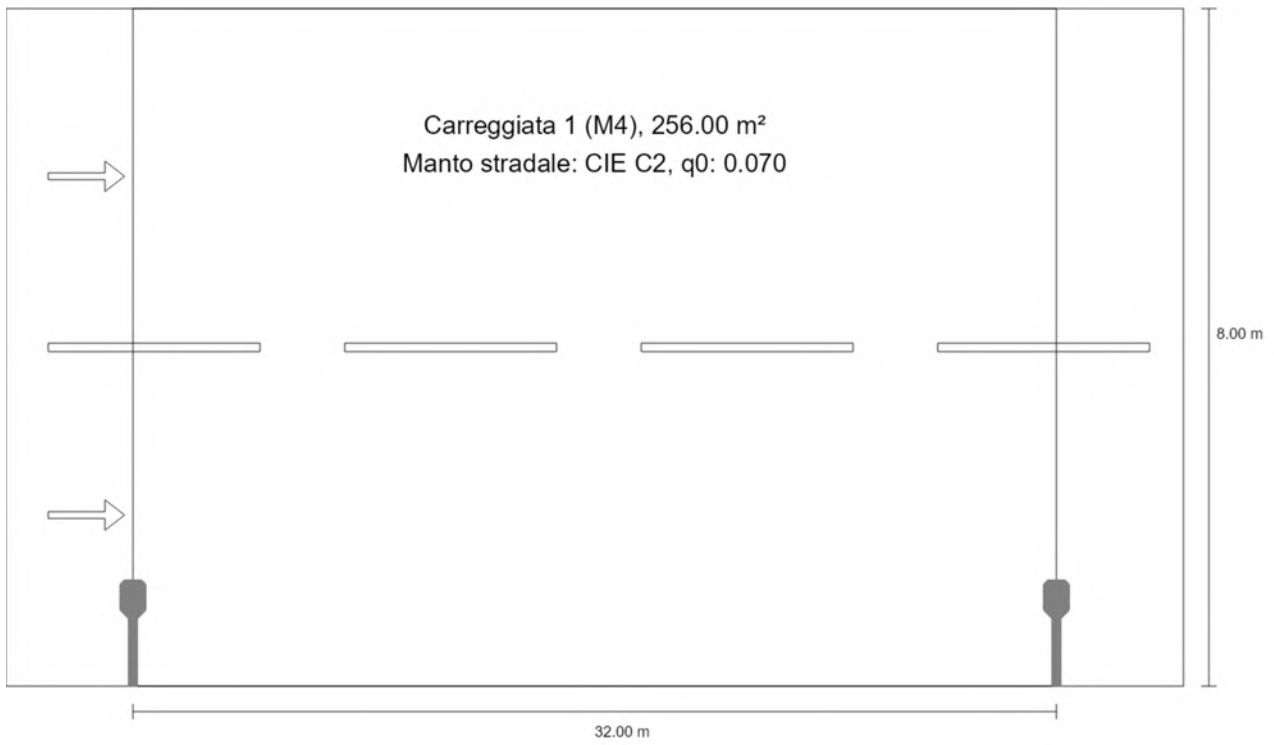 Carreggiata 1 (M4), 256.00 m²
Manto stradale: CIE C2, q0: 0.070
8.00 m
32.00 m